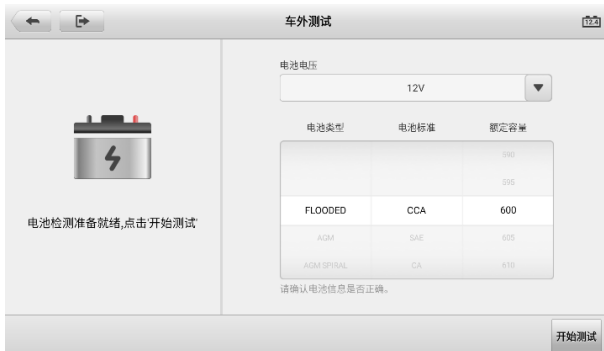 车外测试
12.4
电池电压
12V
电池类型 电池标准 额定容量
590
595
FLOODED CCA 600
AGM SAE 605
AGM SPIRAL CA 610
电池检测准备就绪,点击'开始测试'
请确认电池信息是否正确。
开始测试